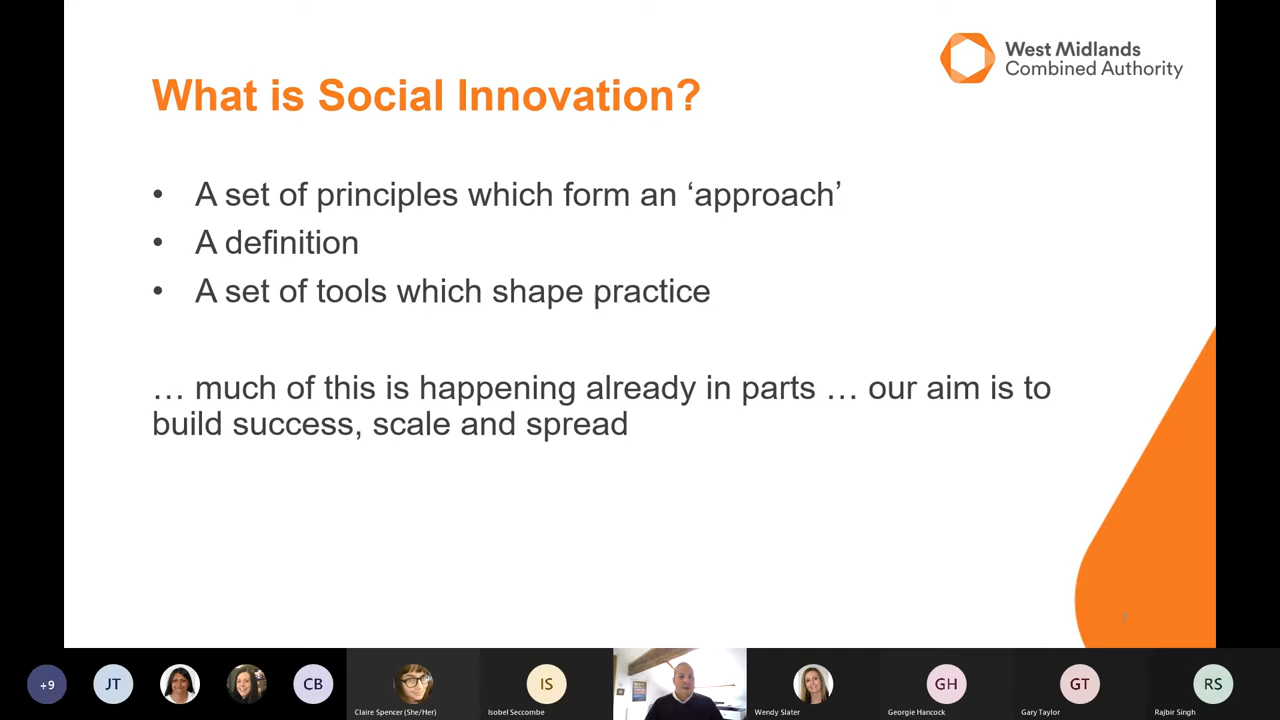 West Midlands
Combined Authority
What is Social Innovation?
• A set of principles which form an ‘approach’
• A definition
• A set of tools which shape practice
… much of this is happening already in parts … our aim is to
build success, scale and spread
+9
JT
CB
IS
GH
GT
RS
Claire Spencer (She/Her)
Isobel Seccombe
Wendy Slater
Georgie Hancock
Gary Taylor
Rajbir Singh